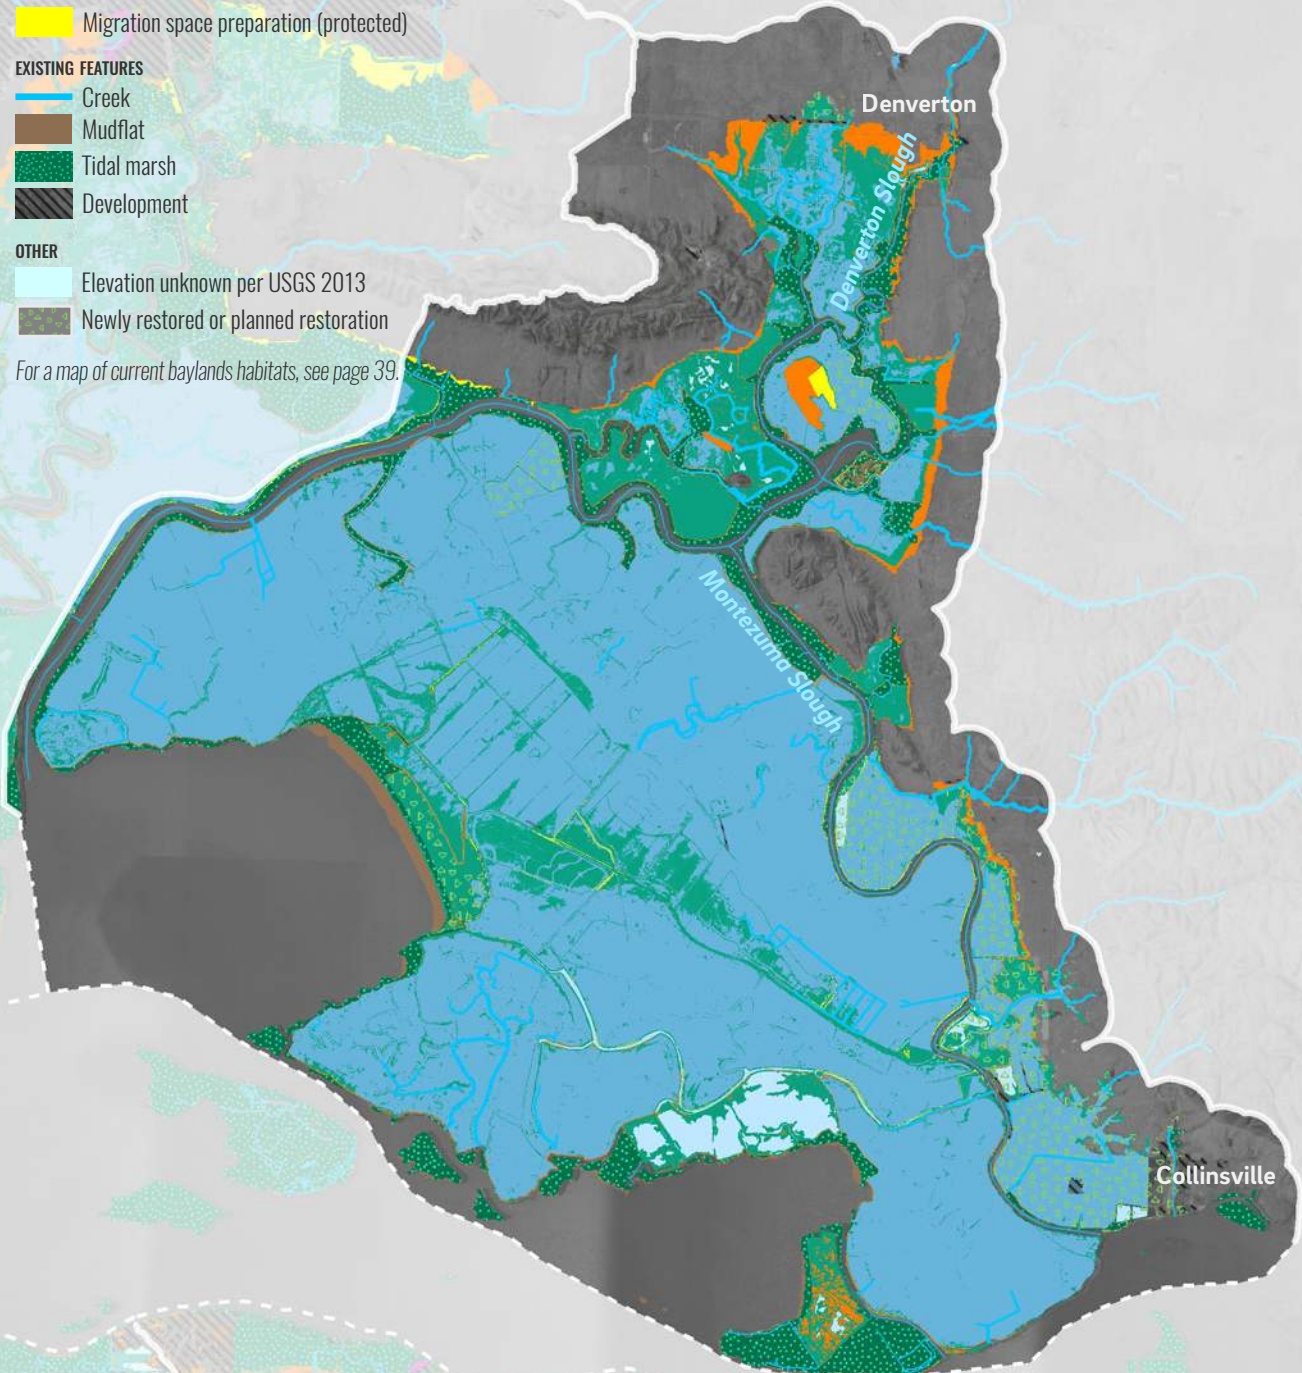 Migration space preparation (protected)
EXISTING FEATURES
Creek
Mudflat
Tidal marsh
Development
OTHER
Elevation unknown per USGS 2013
Newly restored or planned restoration
For a map of current baylands habitats, see page 39.
Denverton
Denverton Slough
Montezuma Slough
Collinsville